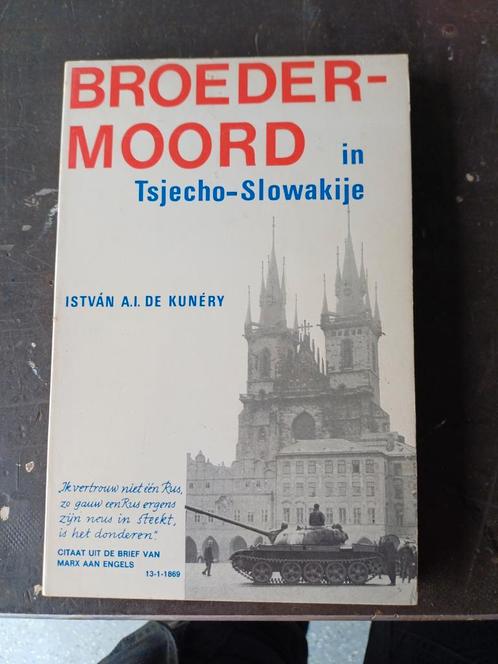 BROEDER-
MOORD in
Tsjecho-Slowakije
ISTVÁN A.I. DE KUNÉRY
„Ik vertrouw niet één Rus,
zo gauw een Rus ergens
zijn neus in steekt,
is het donderen."
CITAAT UIT DE BRIEF VAN
MARX AAN ENGELS
13-1-1869